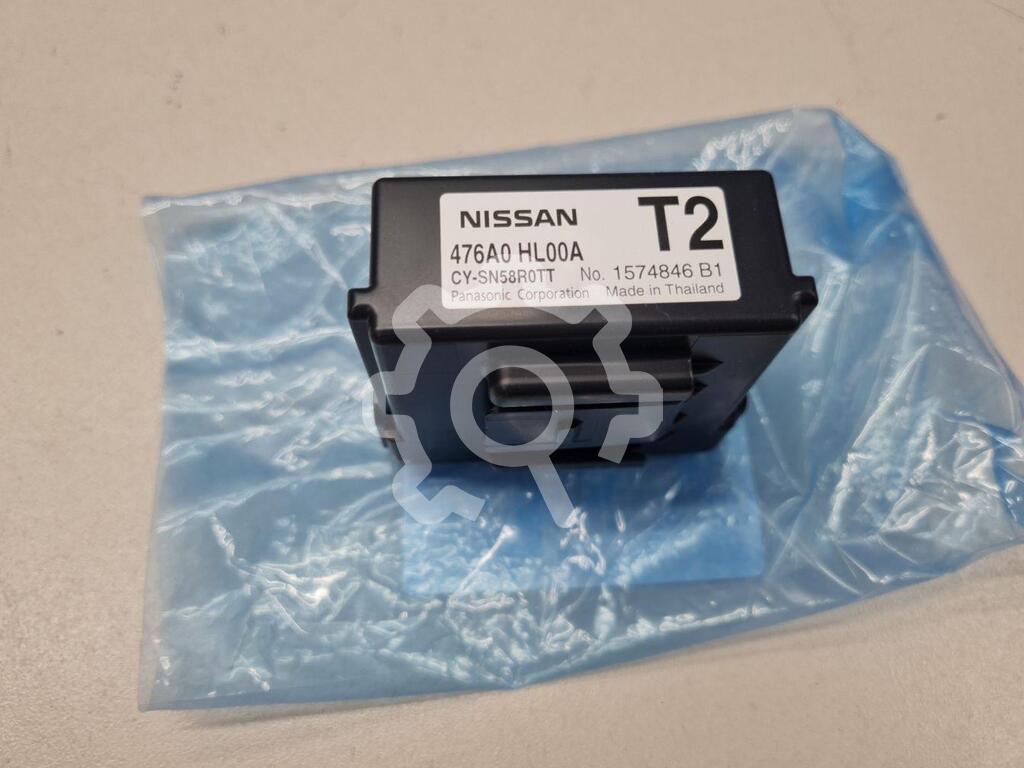 NISSAN T2
476A0 HL00A
CY-SN58R0TT No. 1574846 B1
Panasonic Corporation Made in Thailand